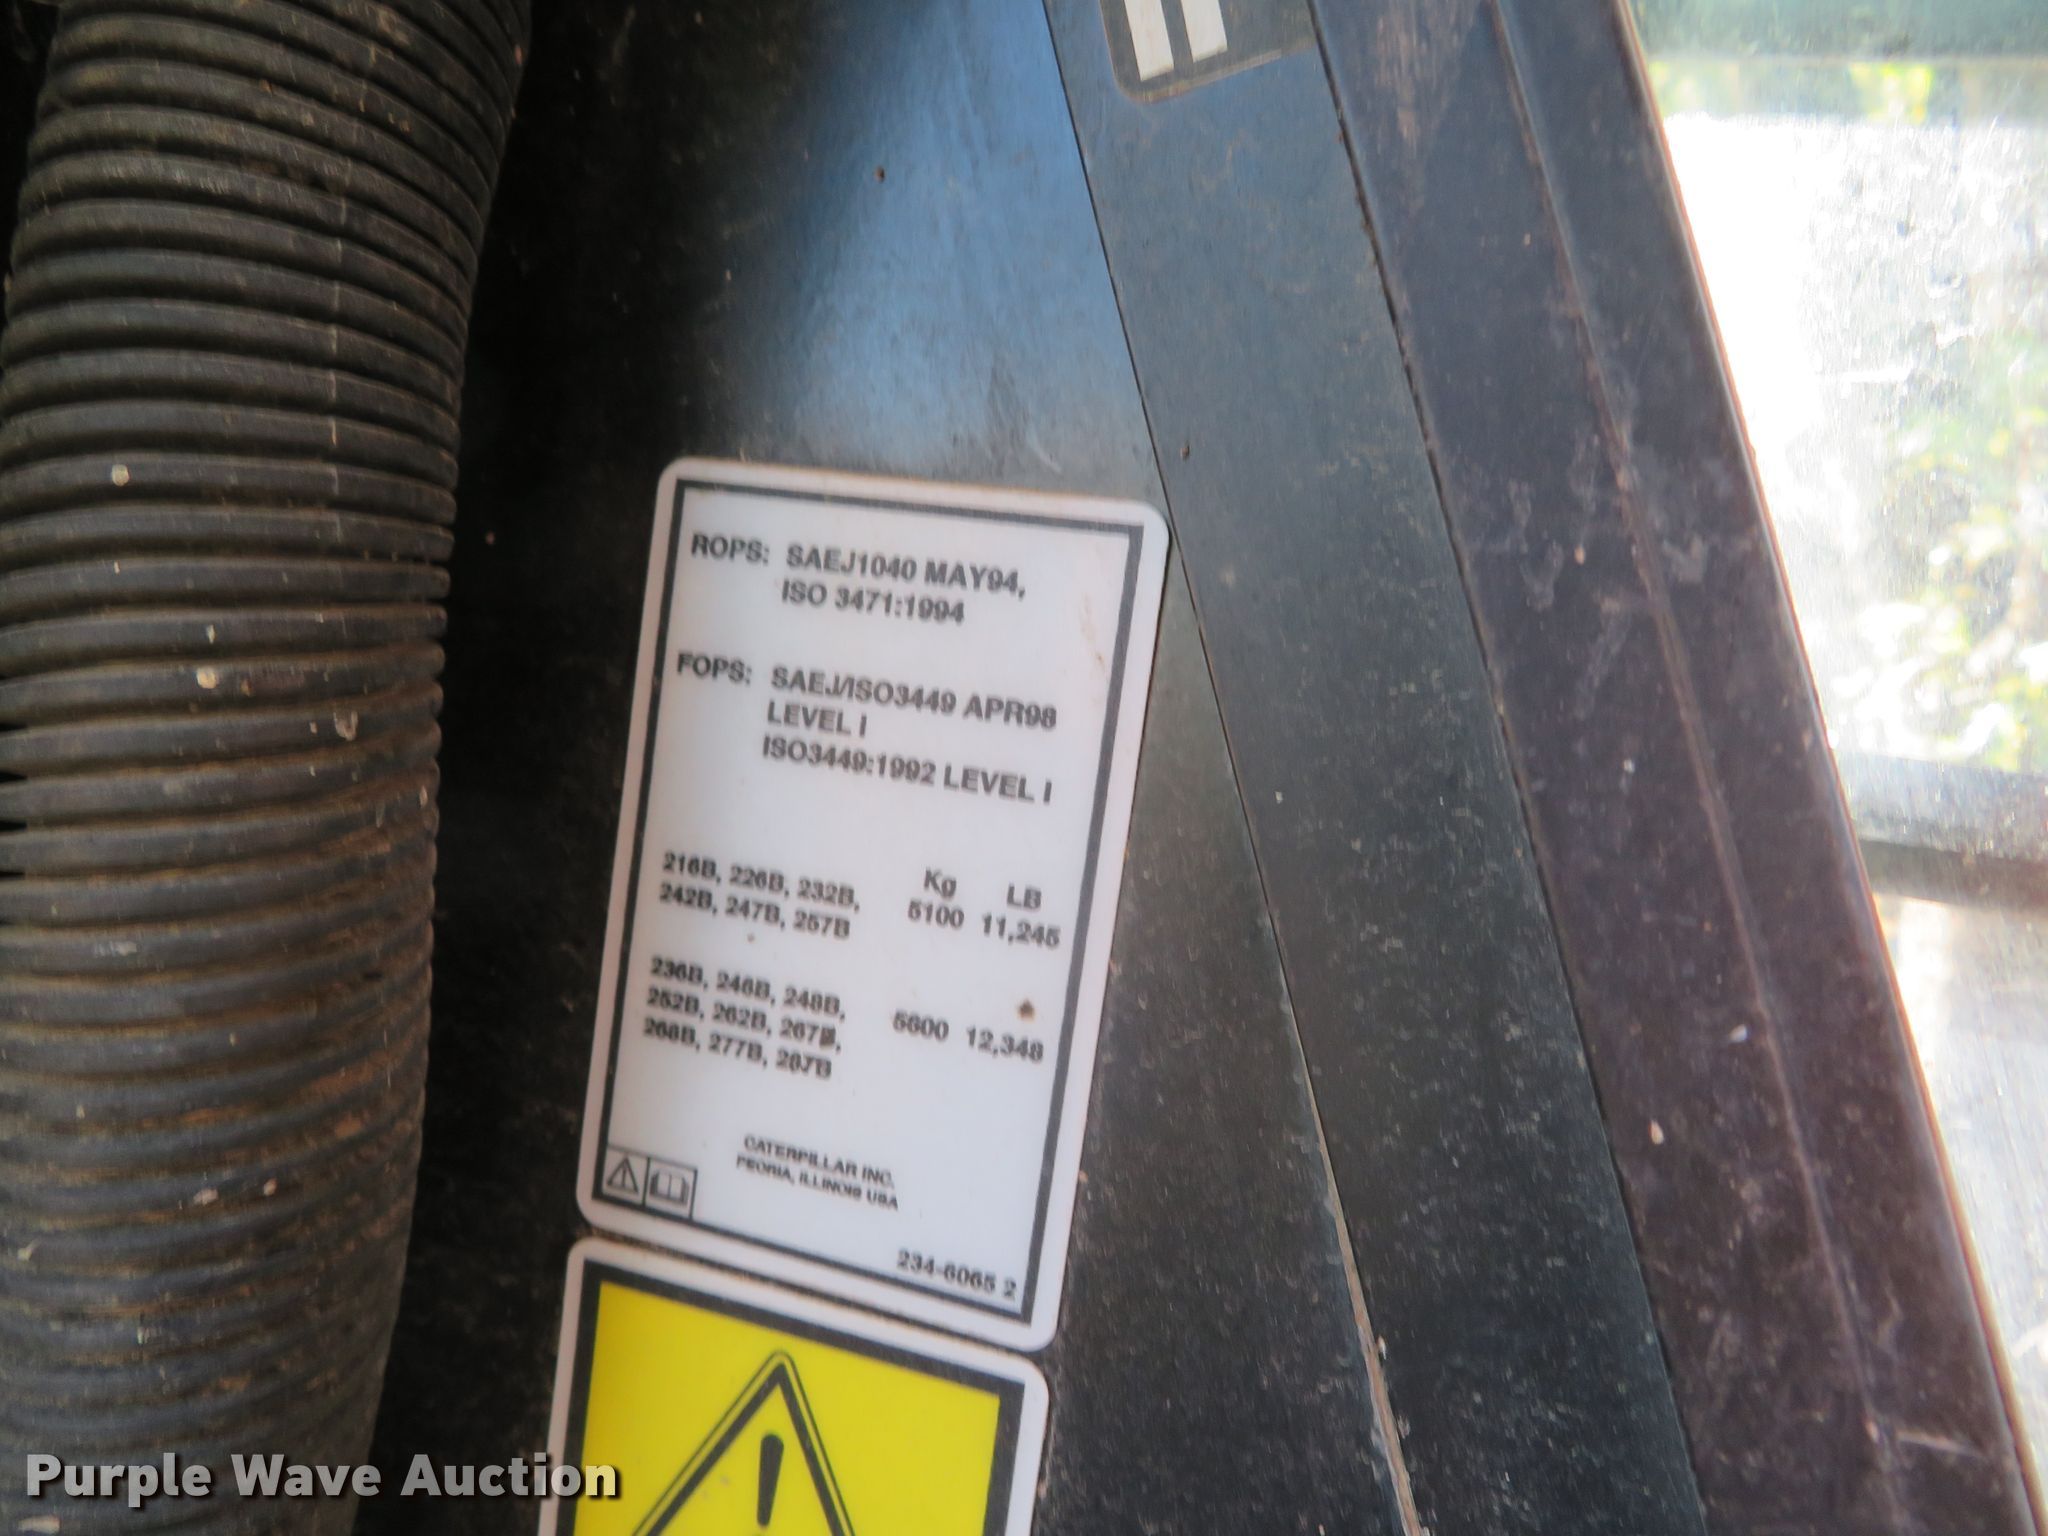 ROPS: SAEJ1040 MAY94,
ISO 3471:1994
FOPS: SAEJ/ISO3449 APR98
LEVEL I
ISO3449:1992 LEVEL I
Kg LB
216B, 226B, 232B, 5100 11,245
242B, 247B, 257B
236B, 246B, 248B,
252B, 262B, 267B, 5600 12,348
268B, 277B, 287B
CATERPILLAR INC.
PEORIA, ILLINOIS USA
234-6065 2
Purple Wave Auction